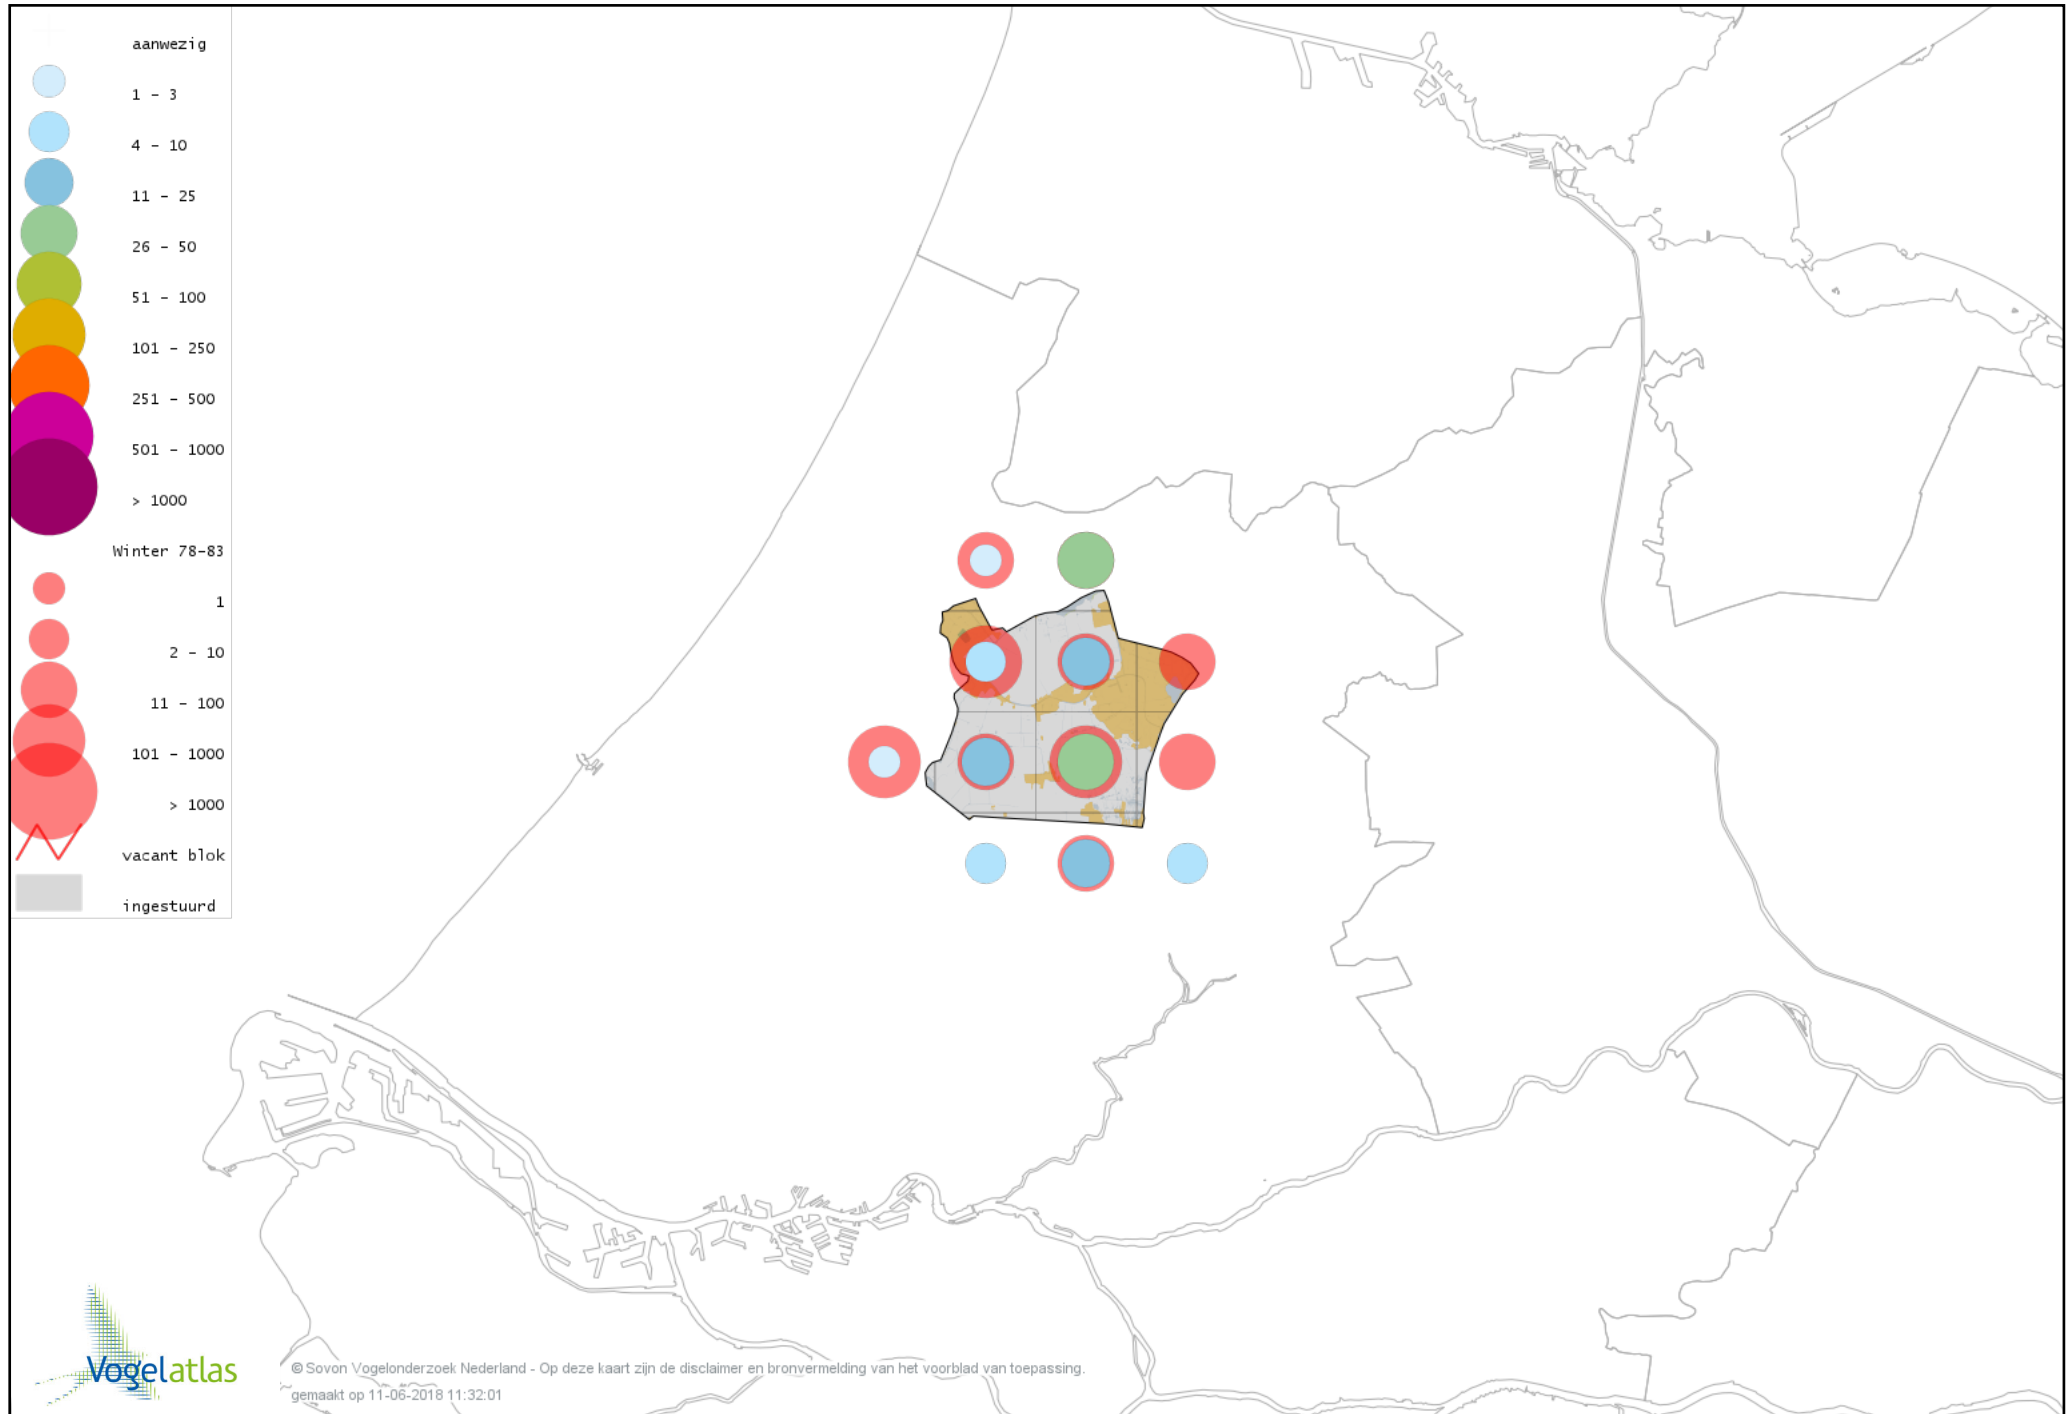 aanwezig
1 - 3
4 - 10
11 - 25
26 - 50
51 - 100
101 - 250
251 - 500
501 - 1000
> 1000
Winter 78-83
1
2 - 10
11 - 100
101 - 1000
> 1000
vacant blok
ingestuurd
Vogelatlas
© Sovon Vogelonderzoek Nederland - Op deze kaart zijn de disclaimer en bronvermelding van het voorblad van toepassing.
gemaakt op 11-06-2018 11:32:01